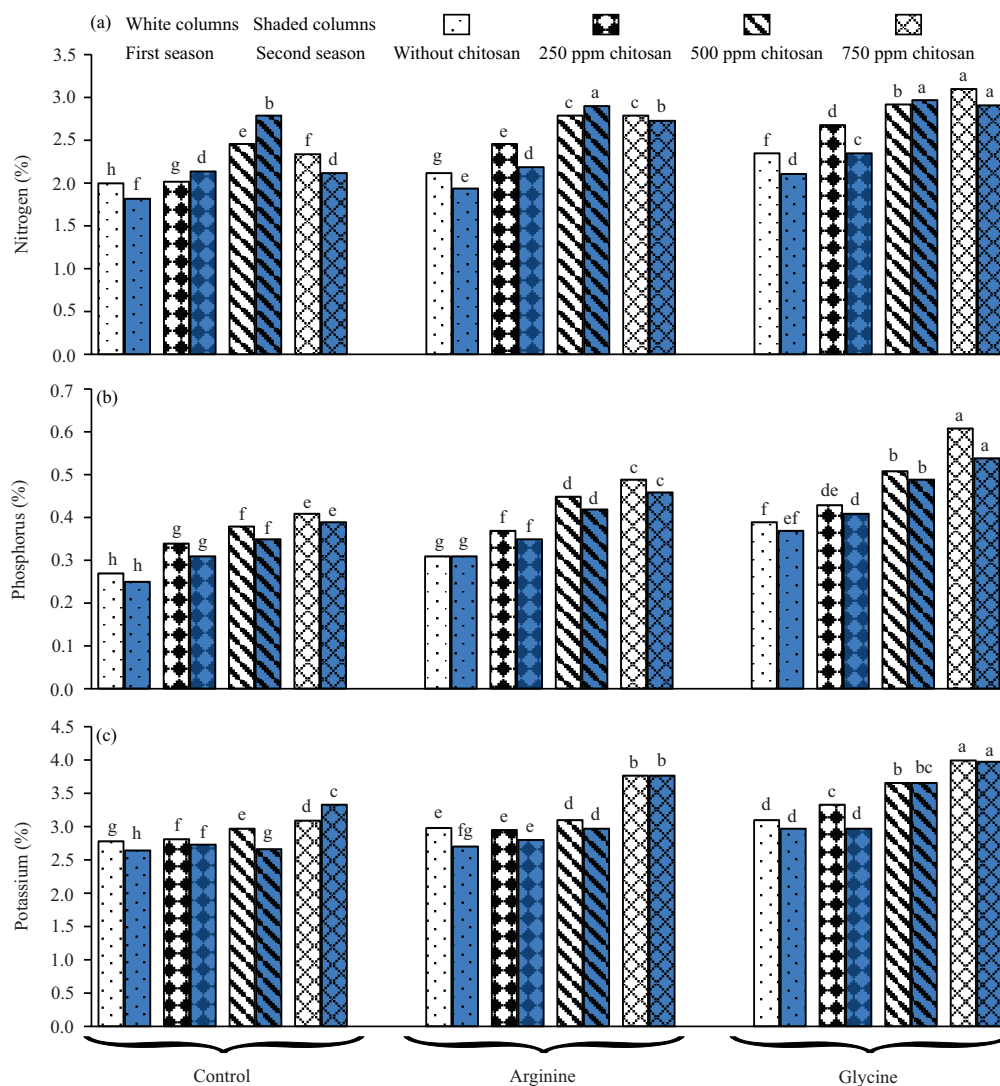 (a) White columns Shaded columns
First season Second season Without chitosan 250 ppm chitosan 500 ppm chitosan 750 ppm chitosan
Nitrogen (%)
3.5
3.0
2.5
2.0
1.5
1.0
0.5
0.0
h f g d e b f d g e e d c a c b f d d c b a a a
(b)
Phosphorus (%)
0.7
0.6
0.5
0.4
0.3
0.2
0.1
0.0
h h g g f f e e g g f f d d c c f ef de d b b a a
(c)
Potassium (%)
4.5
4.0
3.5
3.0
2.5
2.0
1.5
1.0
0.5
0.0
g h f f e g d c e fg e e d d b b d d c d b bc a a
Control Arginine Glycine